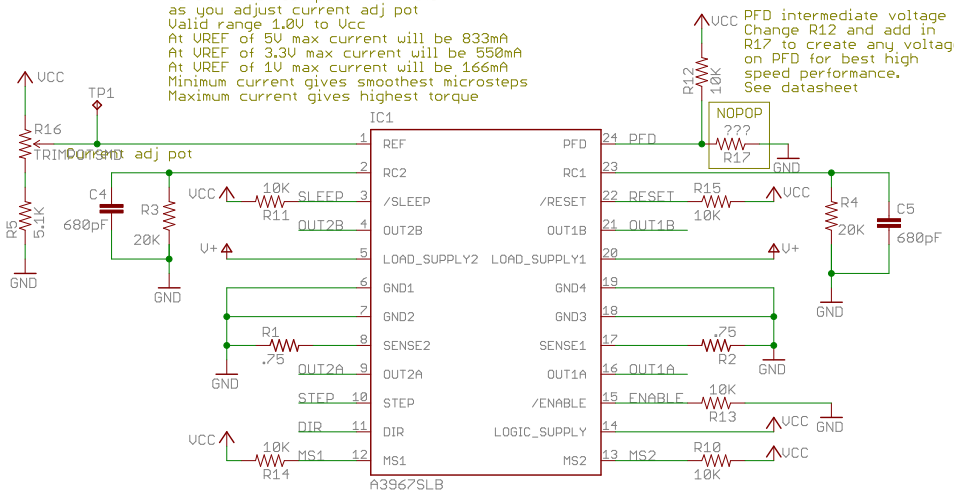 as you adjust current adj pot
Valid range 1.0V to Vcc
At VREF of 5V max current will be 833mA
At VREF of 3.3V max current will be 550mA
At VREF of 1V max current will be 166mA
Minimum current gives smoothest microsteps
Maximum current gives highest torque
VCC
PFD intermediate voltage
Change R12 and add in
R17 to create any voltage
on PFD for best high
speed performance.
See datasheet
R12
10K
NOPOP
???
R17
GND
VCC
TP1
R16
TRIMPOTSMD
Current adj pot
R5
5.1K
GND
IC1
1 REF
2 RC2
3 /SLEEP
4 OUT2B
5 LOAD_SUPPLY2
6 GND1
7 GND2
8 SENSE2
9 OUT2A
10 STEP
11 DIR
12 MS1
PFD 24
RC1 23
/RESET 22
OUT1B 21
LOAD_SUPPLY1 20
GND4 19
GND3 18
SENSE1 17
OUT1A 16
/ENABLE 15
LOGIC_SUPPLY 14
MS2 13
A3967SLB
C4
680pF
R3
20K
GND
VCC
10K
R11
SLEEP
OUT2B
V+
R1
.75
GND
OUT2A
STEP
DIR
VCC
10K
R14
MS1
PFD
RESET
R15
10K
VCC
OUT1B
V+
R4
20K
C5
680pF
GND
.75
R2
GND
OUT1A
ENABLE
10K
R13
GND
VCC
MS2
R10
10K
VCC